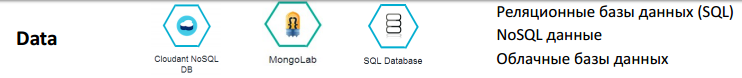 Data
Cloudant NoSQL
DB
MongoLab
SQL Database
Реляционные базы данных (SQL)
NoSQL данные
Облачные базы данных